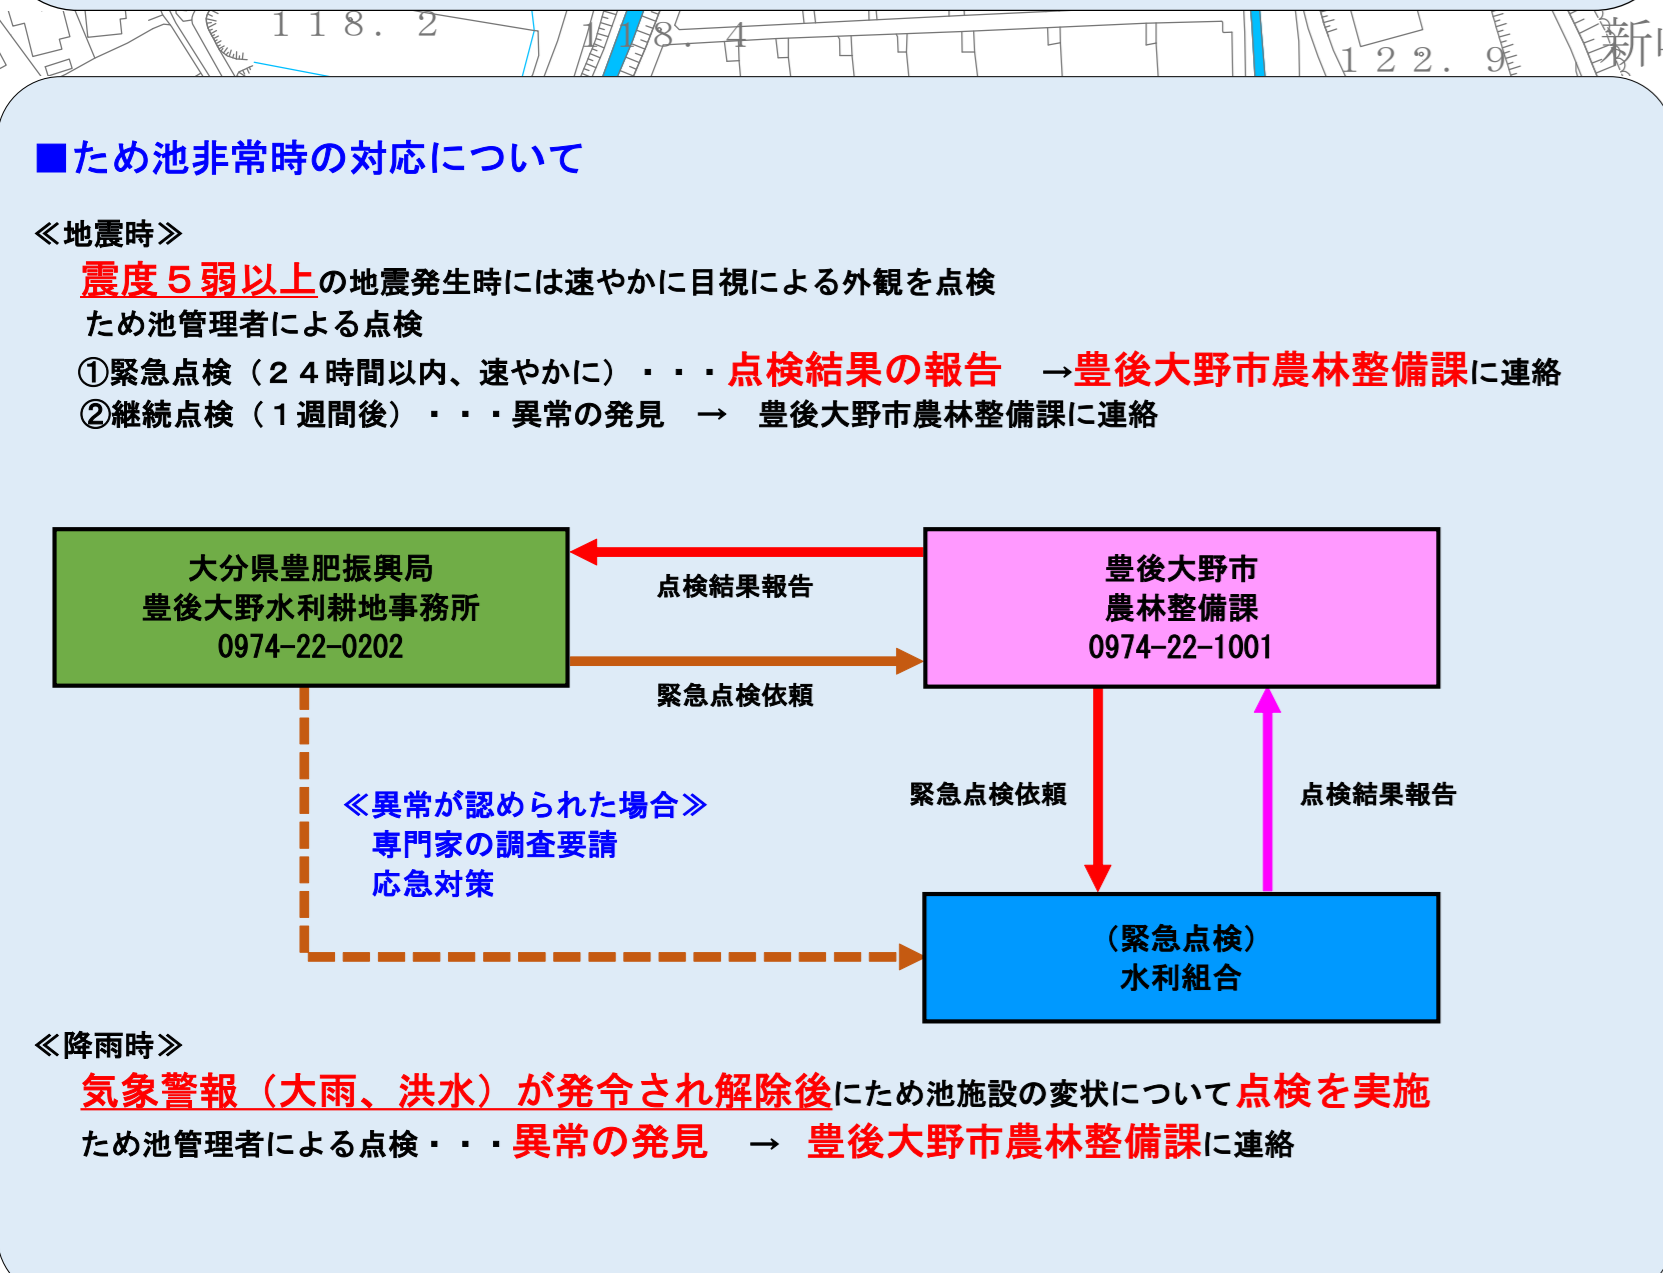 118.2
118.4
122.9
新
■ため池非常時の対応について
≪地震時≫
震度５弱以上の地震発生時には速やかに目視による外観を点検
ため池管理者による点検
①緊急点検（２４時間以内、速やかに）・・・点検結果の報告　→豊後大野市農林整備課に連絡
②継続点検（１週間後）・・・異常の発見　→　豊後大野市農林整備課に連絡
大分県豊肥振興局
豊後大野水利耕地事務所
0974-22-0202
点検結果報告
緊急点検依頼
豊後大野市
農林整備課
0974-22-1001
≪異常が認められた場合≫
専門家の調査要請
応急対策
緊急点検依頼
点検結果報告
（緊急点検）
水利組合
≪降雨時≫
気象警報（大雨、洪水）が発令され解除後にため池施設の変状について点検を実施
ため池管理者による点検・・・異常の発見　→　豊後大野市農林整備課に連絡